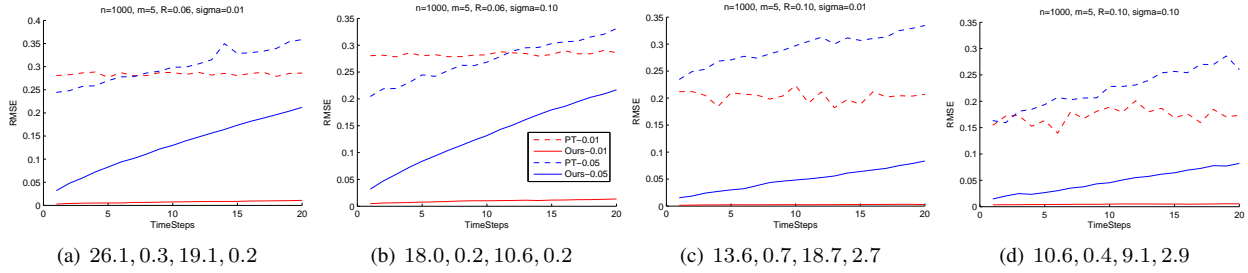 n=1000, m=5, R=0.06, sigma=0.01
0.4
0.35
0.3
0.25
0.2
0.15
0.1
0.05
0
RMSE
0 5 10 15 20
TimeSteps
(a) 26.1, 0.3, 19.1, 0.2
n=1000, m=5, R=0.06, sigma=0.10
0.35
0.3
0.25
0.2
0.15
0.1
0.05
0
RMSE
PT−0.01
Ours−0.01
PT−0.05
Ours−0.05
0 5 10 15 20
TimeSteps
(b) 18.0, 0.2, 10.6, 0.2
n=1000, m=5, R=0.10, sigma=0.01
0.35
0.3
0.25
0.2
0.15
0.1
0.05
0
RMSE
0 5 10 15 20
TimeSteps
(c) 13.6, 0.7, 18.7, 2.7
n=1000, m=5, R=0.10, sigma=0.10
0.35
0.3
0.25
0.2
0.15
0.1
0.05
0
RMSE
0 5 10 15 20
TimeSteps
(d) 10.6, 0.4, 9.1, 2.9